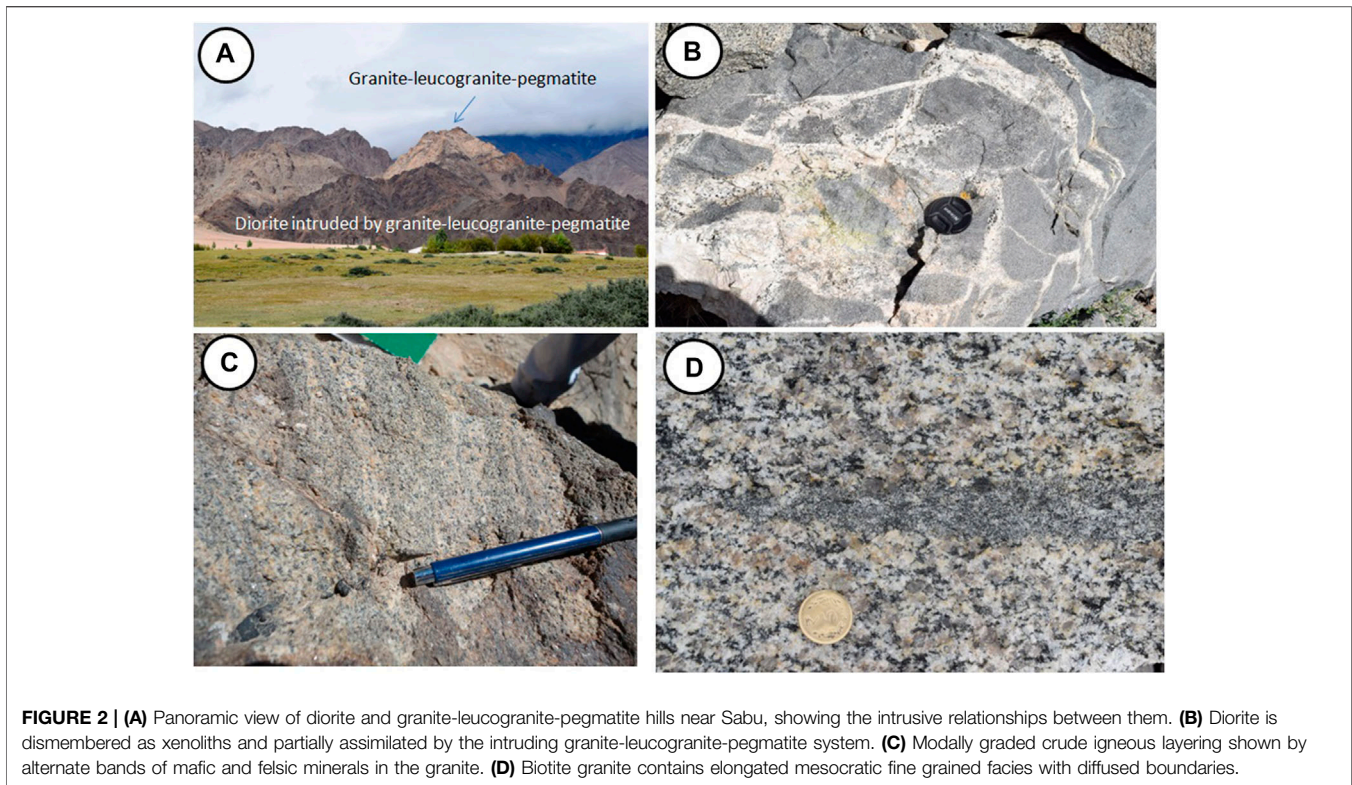 A
Granite-leucogranite-pegmatite
Diorite intruded by granite-leucogranite-pegmatite
B
C
D
FIGURE 2 | (A) Panoramic view of diorite and granite-leucogranite-pegmatite hills near Sabu, showing the intrusive relationships between them. (B) Diorite is
dismembered as xenoliths and partially assimilated by the intruding granite-leucogranite-pegmatite system. (C) Modally graded crude igneous layering shown by
alternate bands of mafic and felsic minerals in the granite. (D) Biotite granite contains elongated mesocratic fine grained facies with diffused boundaries.